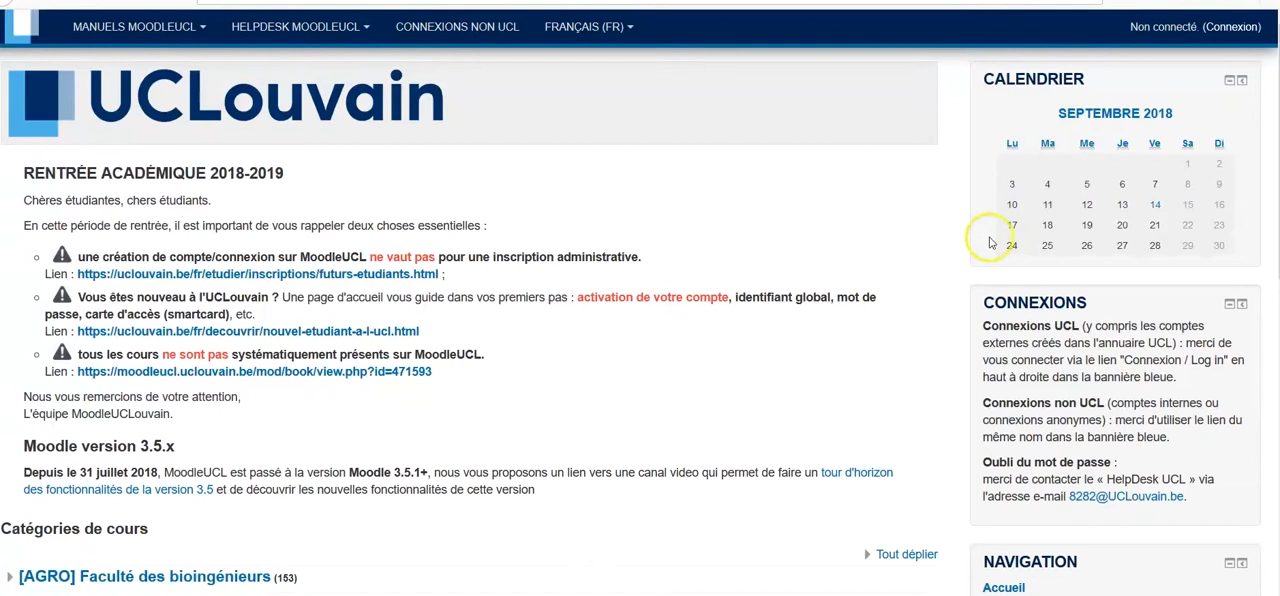 MANUELS MOODLEUCL HELPDESK MOODLEUCL CONNEXIONS NON UCL FRANÇAIS (FR) Non connecté. (Connexion)
UCLouvain
RENTRÉE ACADÉMIQUE 2018-2019
Chères étudiantes, chers étudiants.
En cette période de rentrée, il est important de vous rappeler deux choses essentielles :
une création de compte/connexion sur MoodleUCL ne vaut pas pour une inscription administrative.
Lien : https://uclouvain.be/fr/etudier/inscriptions/futurs-etudiants.html ;
Vous êtes nouveau à l'UCLouvain ? Une page d'accueil vous guide dans vos premiers pas : activation de votre compte, identifiant global, mot de
passe, carte d'accès (smartcard), etc.
Lien : https://uclouvain.be/fr/decouvrir/nouvel-etudiant-a-l-ucl.html
tous les cours ne sont pas systématiquement présents sur MoodleUCL.
Lien : https://moodleucl.uclouvain.be/mod/book/view.php?id=471593
Nous vous remercions de votre attention,
L'équipe MoodleUCLouvain.
Moodle version 3.5.x
Depuis le 31 juillet 2018, MoodleUCL est passé à la version Moodle 3.5.1+, nous vous proposons un lien vers une canal video qui permet de faire un tour d'horizon
des fonctionnalités de la version 3.5 et de découvrir les nouvelles fonctionnalités de cette version
Catégories de cours
Tout déplier
[AGRO] Faculté des bioingénieurs (153)
CALENDRIER
SEPTEMBRE 2018
Lu Ma Me Je Ve Sa Di
1 2
3 4 5 6 7 8 9
10 11 12 13 14 15 16
17 18 19 20 21 22 23
24 25 26 27 28 29 30
CONNEXIONS
Connexions UCL (y compris les comptes
externes créés dans l'annuaire UCL) : merci de
vous connecter via le lien "Connexion / Log in" en
haut à droite dans la bannière bleue.
Connexions non UCL (comptes internes ou
connexions anonymes) : merci d'utiliser le lien du
même nom dans la bannière bleue.
Oubli du mot de passe :
merci de contacter le « HelpDesk UCL » via
l'adresse e-mail 8282@UCLouvain.be.
NAVIGATION
Accueil